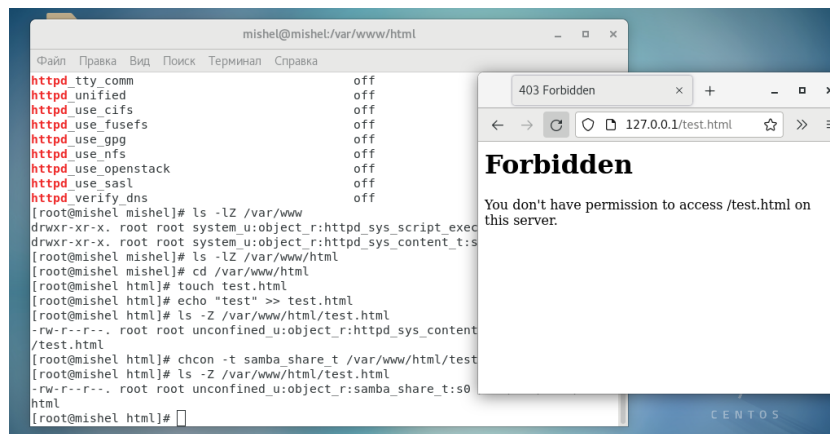 mishel@mishel:/var/www/html
Файл Правка Вид Поиск Терминал Справка
httpd_tty_comm off
httpd_unified off
httpd_use_cifs off
httpd_use_fusefs off
httpd_use_gpg off
httpd_use_nfs off
httpd_use_openstack off
httpd_use_sasl off
httpd_verify_dns off
[root@mishel mishel]# ls -lZ /var/www
drwxr-xr-x. root root system_u:object_r:httpd_sys_script_exec
drwxr-xr-x. root root system_u:object_r:httpd_sys_content_t:s
[root@mishel mishel]# ls -lZ /var/www/html
[root@mishel mishel]# cd /var/www/html
[root@mishel html]# touch test.html
[root@mishel html]# echo "test" >> test.html
[root@mishel html]# ls -Z /var/www/html/test.html
-rw-r--r--. root root unconfined_u:object_r:httpd_sys_content
/test.html
[root@mishel html]# chcon -t samba_share_t /var/www/html/test
[root@mishel html]# ls -Z /var/www/html/test.html
-rw-r--r--. root root unconfined_u:object_r:samba_share_t:s0
html
[root@mishel html]#
403 Forbidden
127.0.0.1/test.html
Forbidden
You don't have permission to access /test.html on
this server.
CENTOS